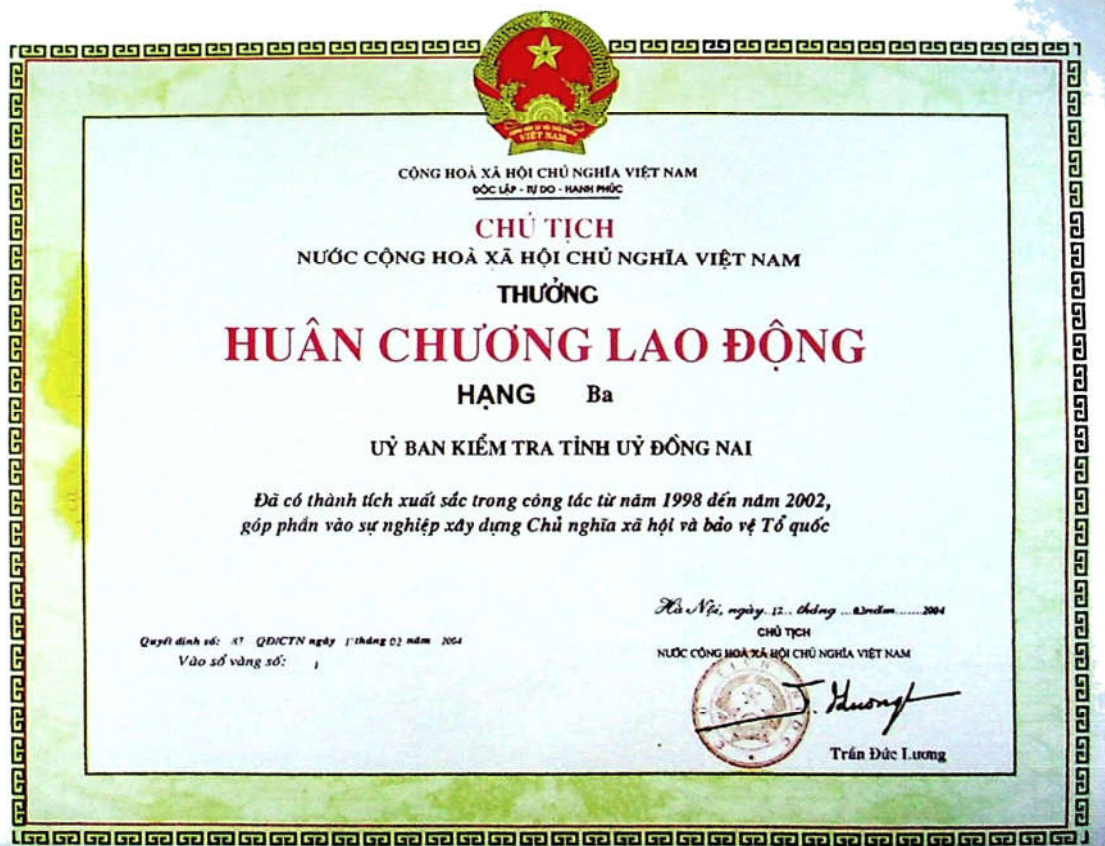 VIỆT NAM
CỘNG HOÀ XÃ HỘI CHỦ NGHĨA VIỆT NAM
ĐỘC LẬP - TỰ DO - HẠNH PHÚC
CHỦ TỊCH
NƯỚC CỘNG HOÀ XÃ HỘI CHỦ NGHĨA VIỆT NAM
THƯỞNG
HUÂN CHƯƠNG LAO ĐỘNG
HẠNG Ba
UỶ BAN KIỂM TRA TỈNH UỶ ĐỒNG NAI
Đã có thành tích xuất sắc trong công tác từ năm 1998 đến năm 2002,
góp phần vào sự nghiệp xây dựng Chủ nghĩa xã hội và bảo vệ Tổ quốc
Hà Nội, ngày 12 tháng năm 2004
CHỦ TỊCH
NƯỚC CỘNG HOÀ XÃ HỘI CHỦ NGHĨA VIỆT NAM
Quyết định số: QĐ/CTN ngày tháng 02 năm 2004
Vào sổ vàng số:
Trần Đức Lương